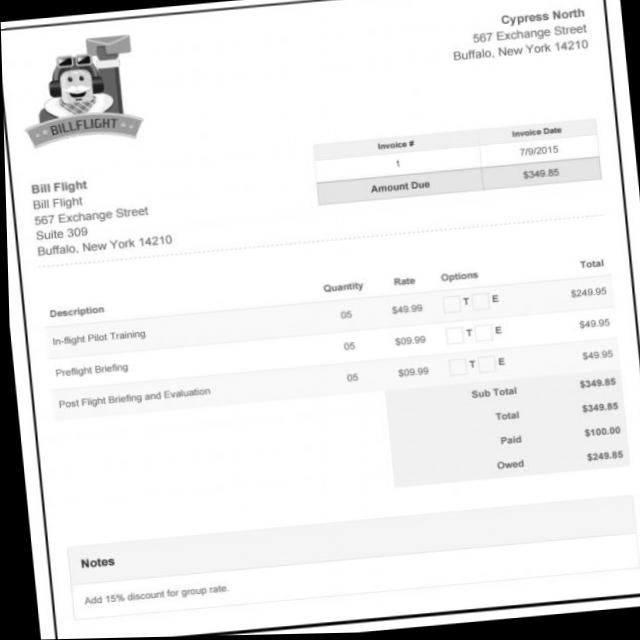 Cypress North
567 Exchange Street
Buffalo, New York 14210
BILLFLIGHT
Invoice # Invoice Date
1 7/9/2015
Amount Due $349.85
Bill Flight
Bill Flight
567 Exchange Street
Suite 309
Buffalo, New York 14210
Description Quantity Rate Options Total
In-flight Pilot Training 05 $49.99 T E $249.95
Preflight Briefing 05 $09.99 T E $49.95
Post Flight Briefing and Evaluation 05 $09.99 T E $49.95
Sub Total $349.85
Total $349.85
Paid $100.00
Owed $249.85
Notes
Add 15% discount for group rate.